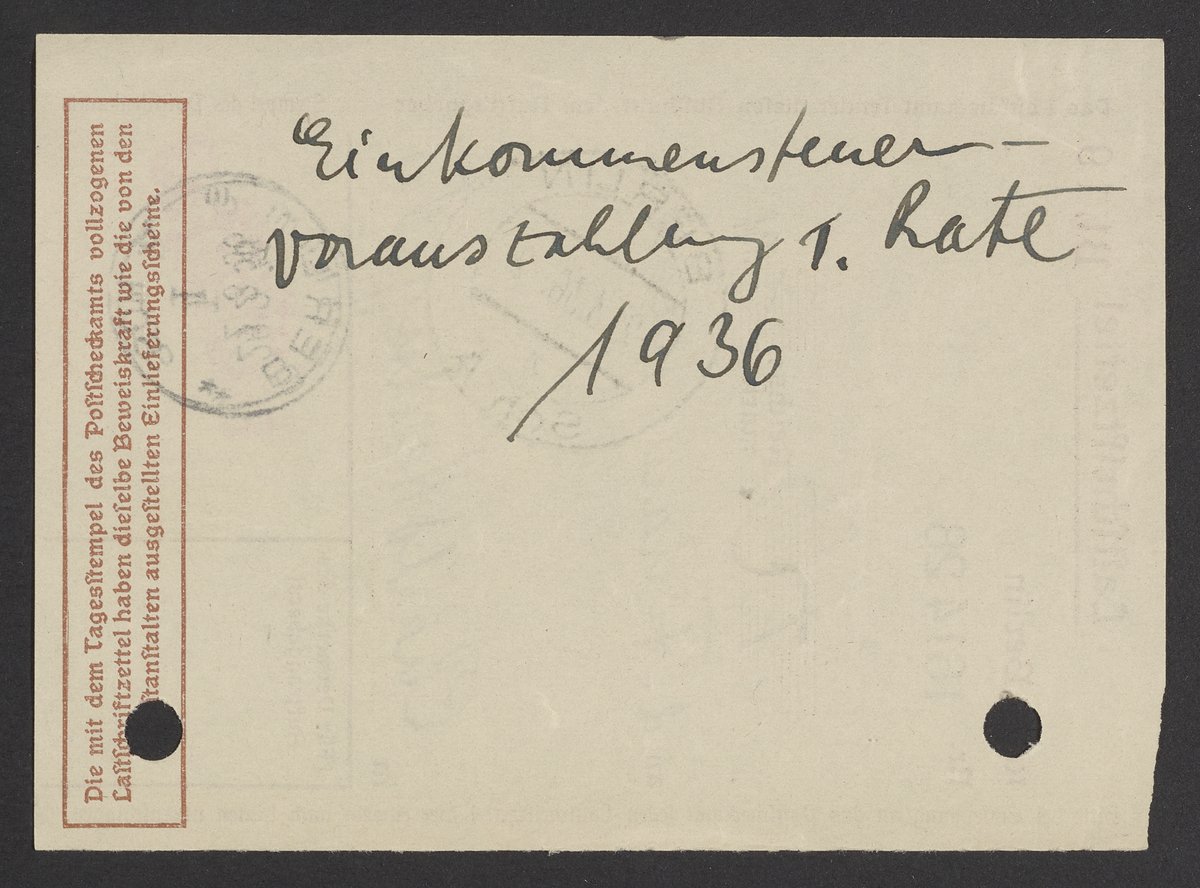 Einkommensteuer-
vorauszahlung 1. Rate
1936
Die mit dem Tagesstempel des Postscheckamts vollzogenen
Lastschriftzettel haben dieselbe Beweiskraft wie die von den
Postanstalten ausgestellten Einlieferungsscheine.